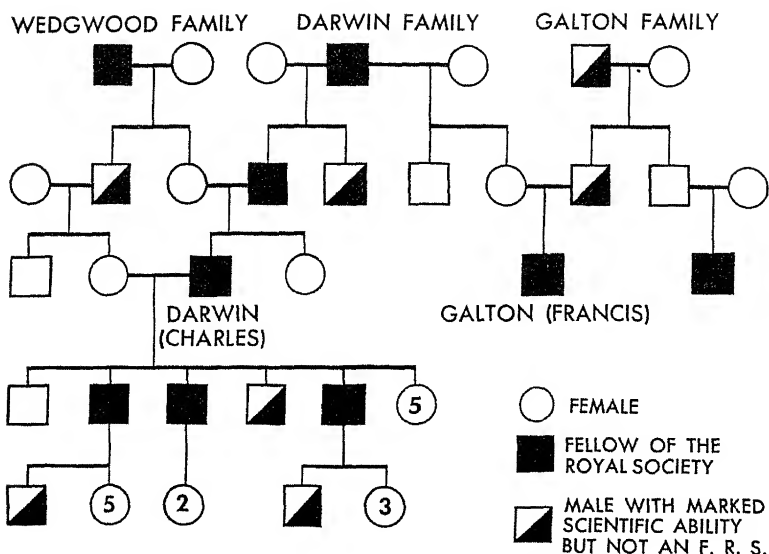 WEDGWOOD FAMILY DARWIN FAMILY GALTON FAMILY
DARWIN
(CHARLES)
GALTON (FRANCIS)
5
5 2 3
FEMALE
FELLOW OF THE
ROYAL SOCIETY
MALE WITH MARKED
SCIENTIFIC ABILITY
BUT NOT AN F. R. S.